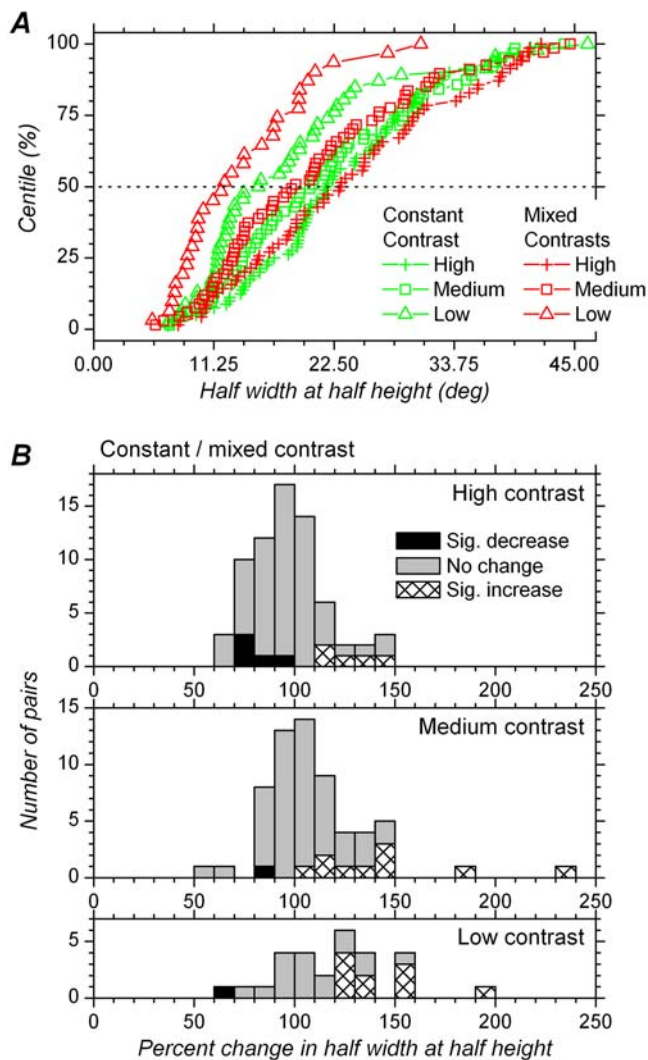 A
100
75
50
25
0
Centile (%)
Constant Contrast
Mixed Contrasts
High
High
Medium
Medium
Low
Low
0.00 11.25 22.50 33.75 45.00
Half width at half height (deg)
B
Constant / mixed contrast
High contrast
Sig. decrease
No change
Sig. increase
15
10
5
0
0 50 100 150 200 250
Medium contrast
15
10
5
0
0 50 100 150 200 250
Number of pairs
Low contrast
5
0
0 50 100 150 200 250
Percent change in half width at half height